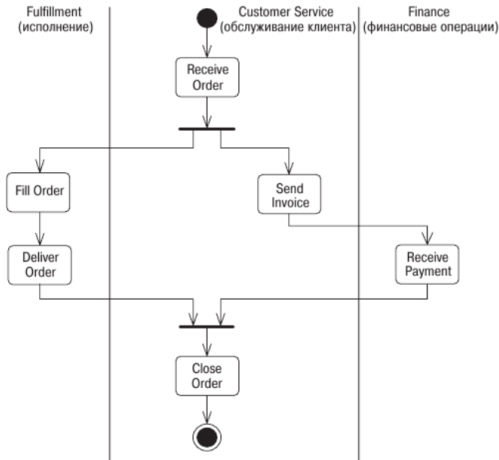 Fulfillment
(исполнение)
Customer Service
(обслуживание клиента)
Finance
(финансовые операции)
Receive
Order
Fill Order
Send
Invoice
Deliver
Order
Receive
Payment
Close
Order